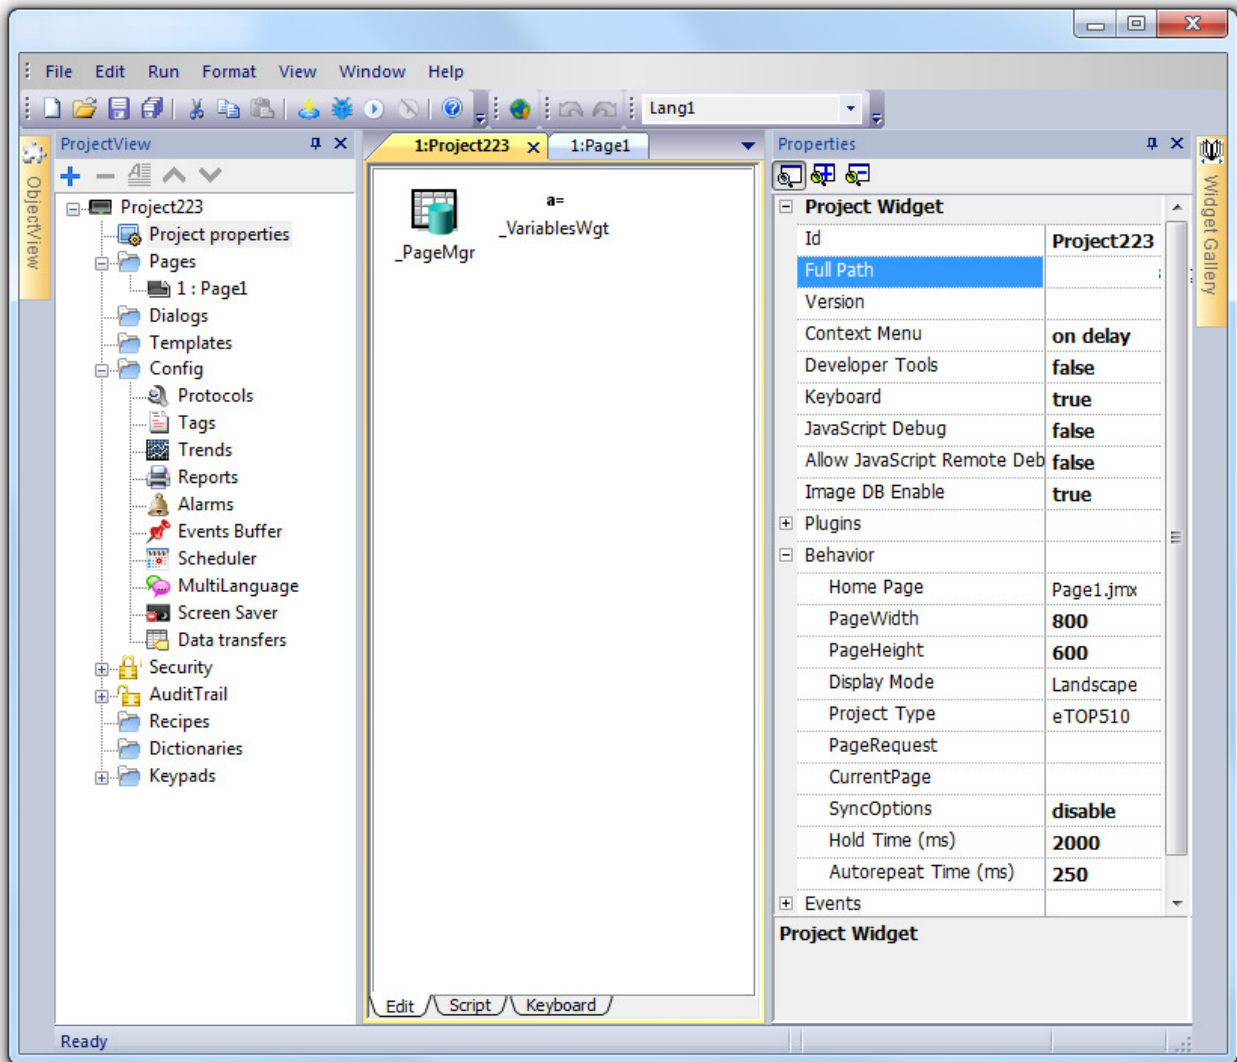 File Edit Run Format View Window Help
Lang1
ObjectView
ProjectView
Project223
Project properties
Pages
1 : Page1
Dialogs
Templates
Config
Protocols
Tags
Trends
Reports
Alarms
Events Buffer
Scheduler
MultiLanguage
Screen Saver
Data transfers
Security
AuditTrail
Recipes
Dictionaries
Keypads
1:Project223 1:Page1
a=
_PageMgr
_VariablesWgt
Edit Script Keyboard
Properties
Project Widget
Id Project223
Full Path
Version
Context Menu on delay
Developer Tools false
Keyboard true
JavaScript Debug false
Allow JavaScript Remote Deb false
Image DB Enable true
Plugins
Behavior
Home Page Page1.jmx
PageWidth 800
PageHeight 600
Display Mode Landscape
Project Type eTOP510
PageRequest
CurrentPage
SyncOptions disable
Hold Time (ms) 2000
Autorepeat Time (ms) 250
Events
Project Widget
Widget Gallery
Ready